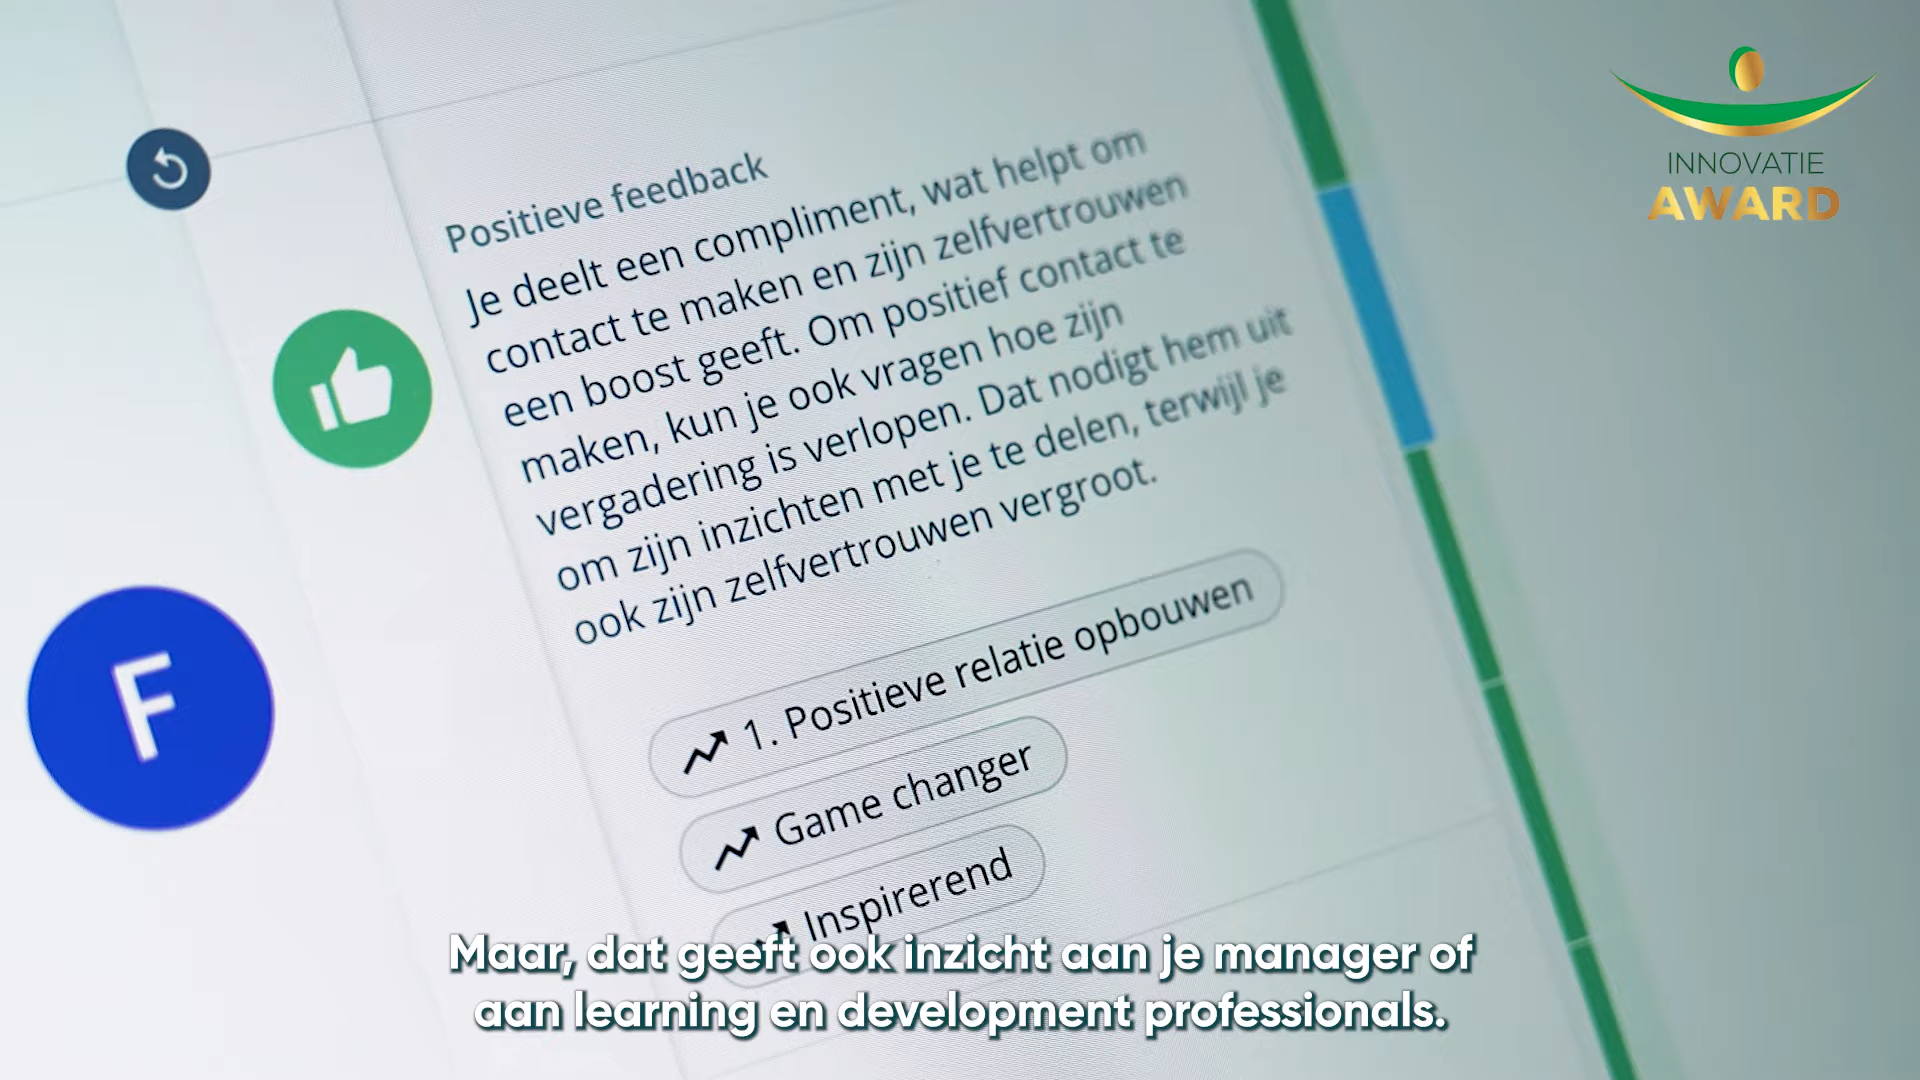 INNOVATIE
AWARD
Positieve feedback
Je deelt een compliment, wat helpt om
contact te maken en zijn zelfvertrouwen
een boost geeft. Om positief contact te
maken, kun je ook vragen hoe zijn
vergadering is verlopen. Dat nodigt hem uit
om zijn inzichten met je te delen, terwijl je
ook zijn zelfvertrouwen vergroot.
F
1. Positieve relatie opbouwen
Game changer
Inspirerend
Maar, dat geeft ook inzicht aan je manager of
aan learning en development professionals.